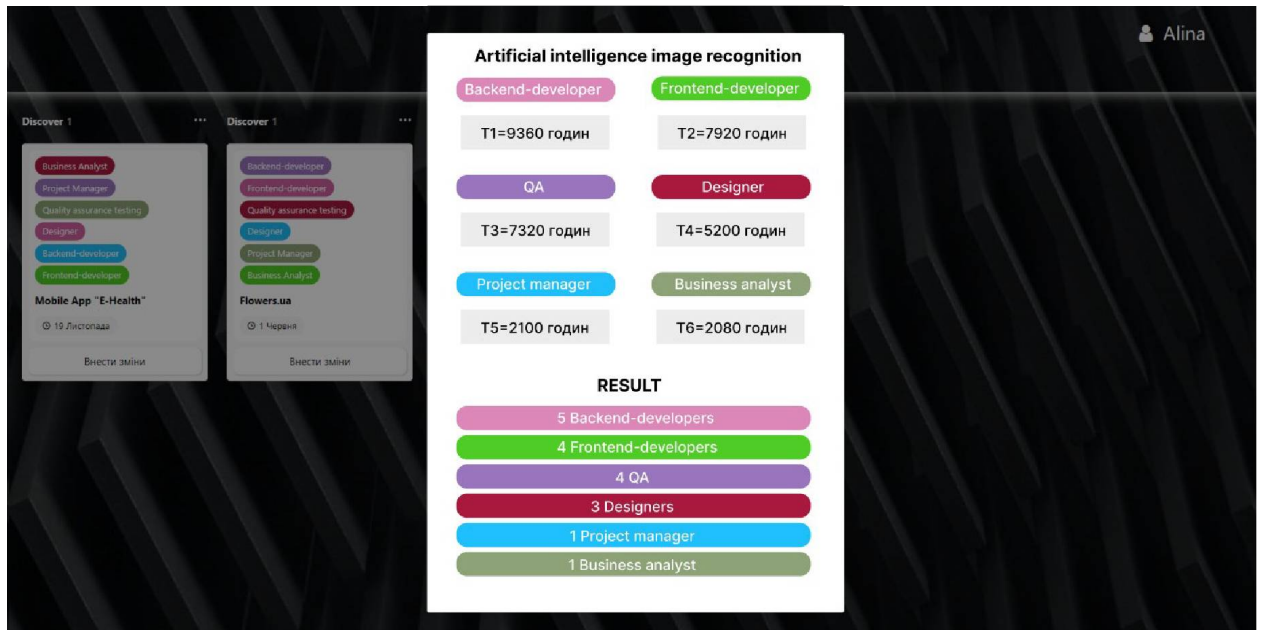 Alina
Discover 1 ...
Business Analyst
Project Manager
Quality assurance testing
Designer
Backend-developer
Frontend-developer
Mobile App "E-Health"
19 Листопада
Внести зміни
Discover 1 ...
Backend-developer
Frontend-developer
Quality assurance testing
Designer
Project Manager
Business Analyst
Flowers.ua
1 Червня
Внести зміни
Artificial intelligence image recognition
Backend-developer
T1=9360 годин
Frontend-developer
T2=7920 годин
QA
T3=7320 годин
Designer
T4=5200 годин
Project manager
T5=2100 годин
Business analyst
T6=2080 годин
RESULT
5 Backend-developers
4 Frontend-developers
4 QA
3 Designers
1 Project manager
1 Business analyst